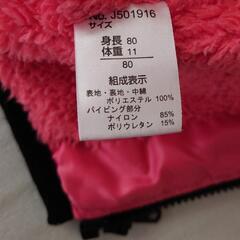 No. J501916
サイズ
身長 80
体重 11
80
組成表示
表地・裏地・中綿
ポリエステル 100%
パイピング部分
ナイロン 85%
ポリウレタン 15%